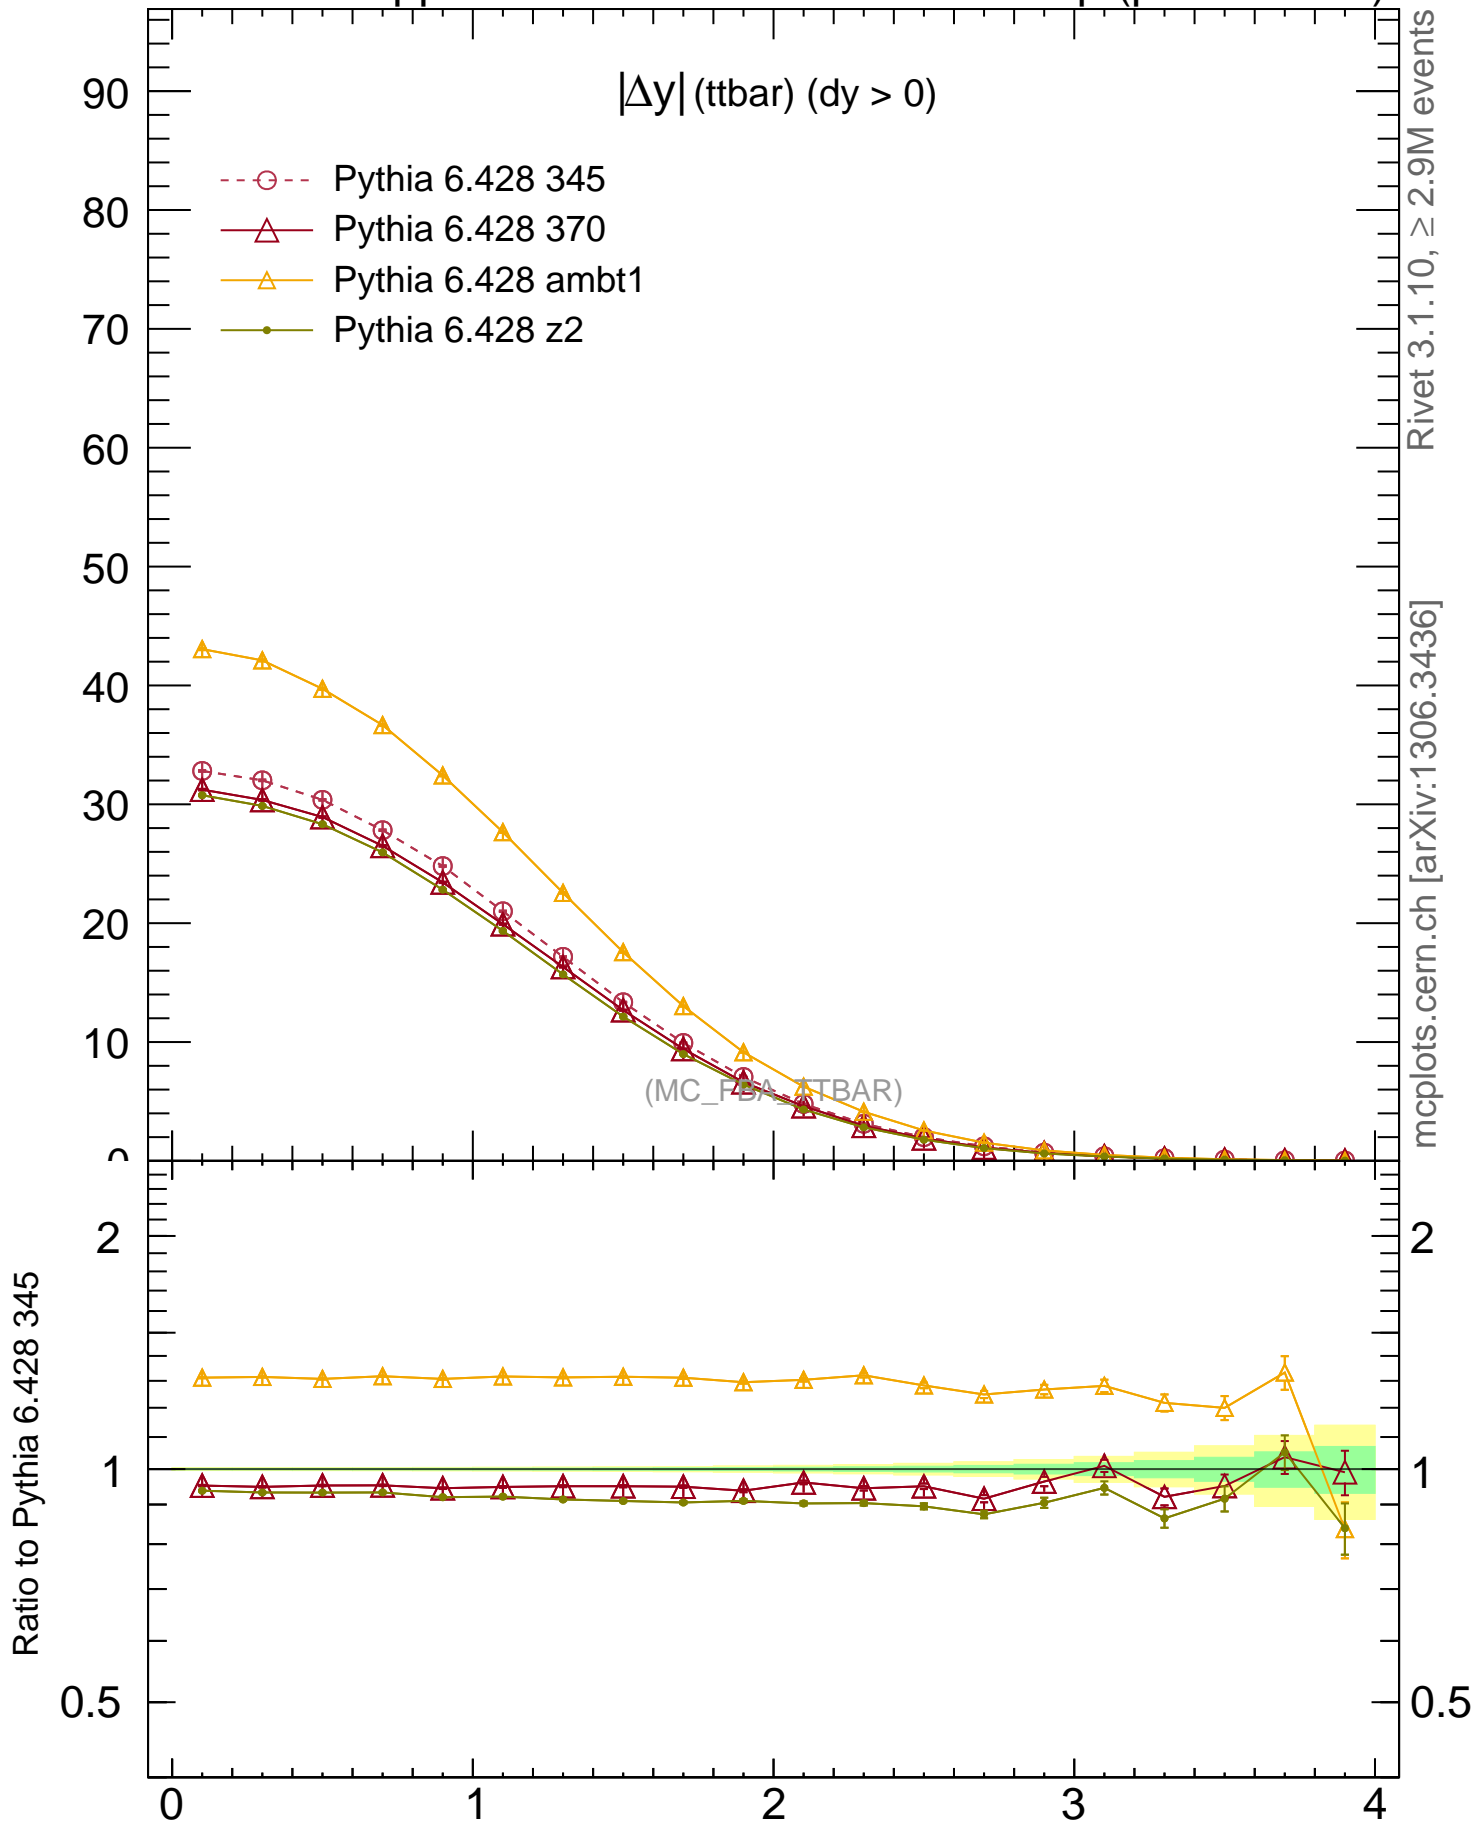 |Δy| (ttbar) (dy > 0)
Pythia 6.428 345
Pythia 6.428 370
Pythia 6.428 ambt1
Pythia 6.428 z2
90
80
70
60
50
40
30
20
10
0
(MC_FBA_TTBAR)
Rivet 3.1.10, ≥ 2.9M events
mcplots.cern.ch [arXiv:1306.3436]
Ratio to Pythia 6.428 345
2
1
0.5
2
1
0.5
0 1 2 3 4